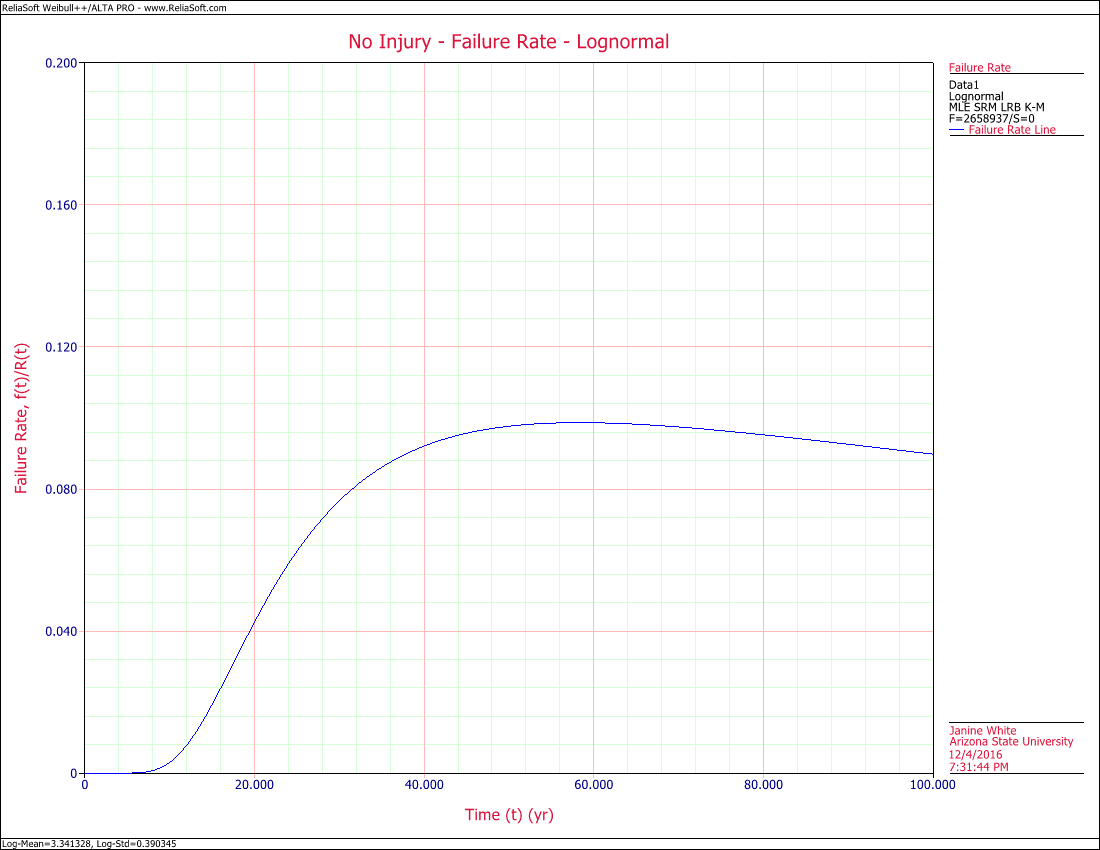 ReliaSoft Weibull++/ALTA PRO - www.ReliaSoft.com
No Injury - Failure Rate - Lognormal
Failure Rate
Data1
Lognormal
MLE SRM LRB K-M
F=2658937/S=0
Failure Rate Line
Failure Rate, f(t)/R(t)
0.200
0.160
0.120
0.080
0.040
0
0 20.000 40.000 60.000 80.000 100.000
Time (t) (yr)
Janine White
Arizona State University
12/4/2016
7:31:44 PM
Log-Mean=3.341328, Log-Std=0.390345